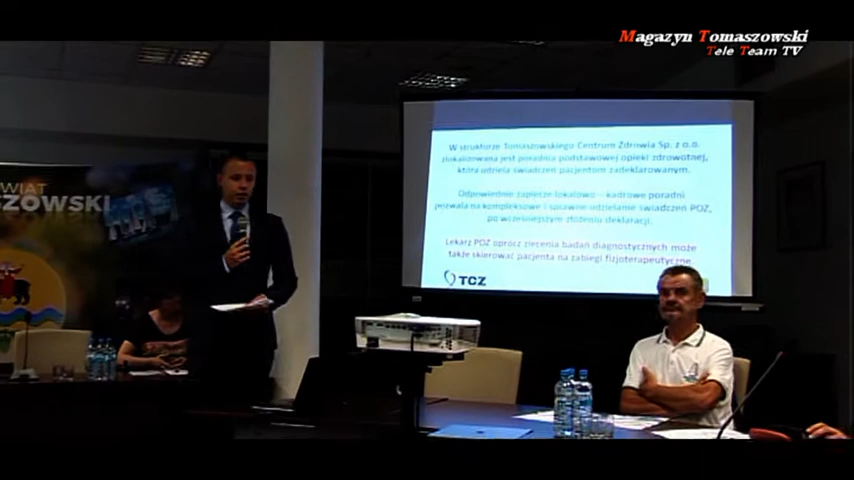 Magazyn Tomaszowski
Tele Team TV
WIAT
SZOWSKI
W strukturze Tomaszowskiego Centrum Zdrowia Sp. z o.o.
zlokalizowana jest poradnia podstawowej opieki zdrowotnej,
która udziela świadczeń pacjentom zadeklarowanym.
Odpowiednie zaplecze lokalowo – kadrowe poradni
pozwala na kompleksowe i sprawne udzielanie świadczeń POZ,
po wcześniejszym złożeniu deklaracji.
Lekarz POZ oprócz zlecenia badań diagnostycznych może
także skierować pacjenta na zabiegi fizjoterapeutyczne.
TCZ